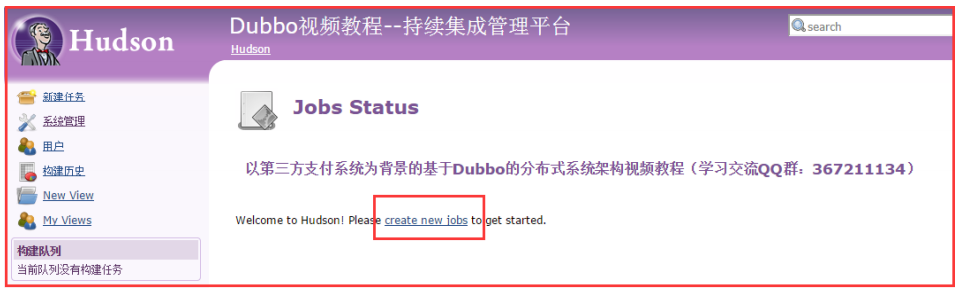 Hudson
Dubbo视频教程--持续集成管理平台
search
Hudson
新建任务
系统管理
用户
构建历史
New View
My Views
构建队列
当前队列没有构建任务
Jobs Status
以第三方支付系统为背景的基于Dubbo的分布式系统架构视频教程（学习交流QQ群：367211134）
Welcome to Hudson! Please create new jobs to get started.